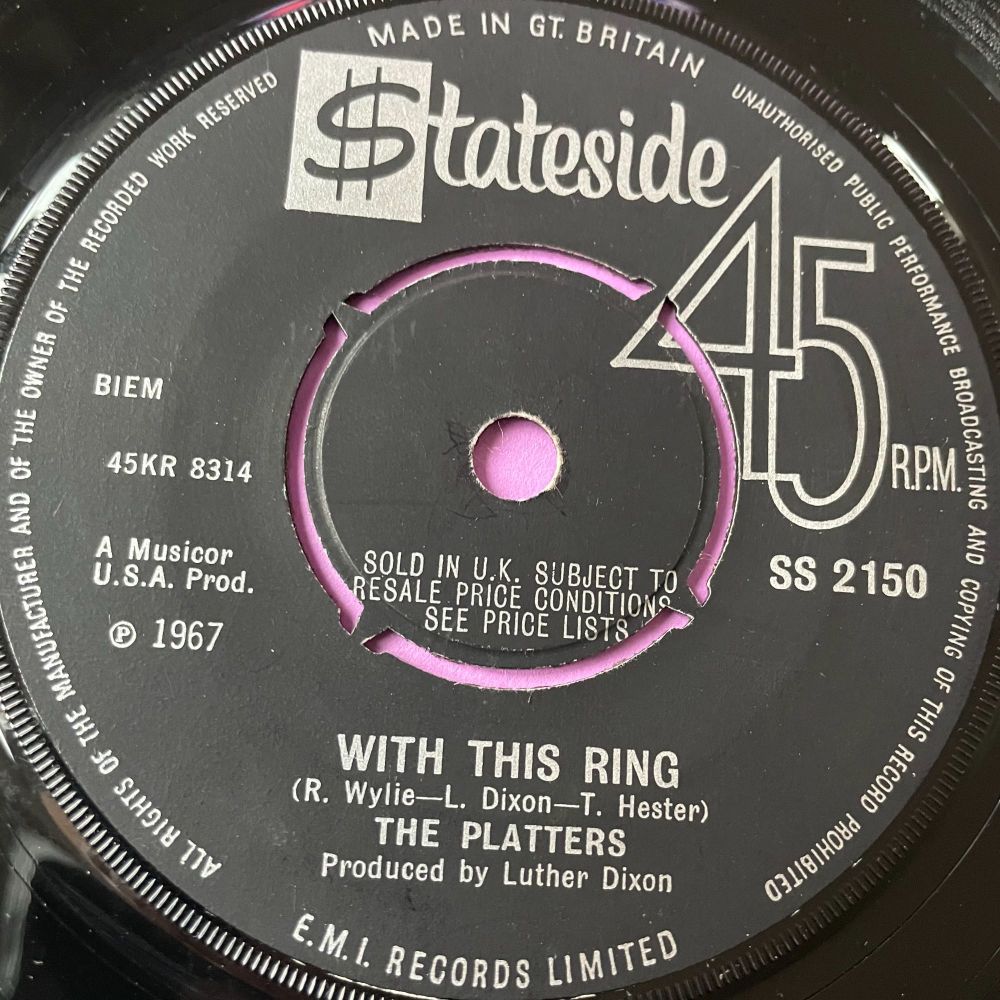 MADE IN GT. BRITAIN
$tateside
45
R.P.M.
BIEM
45KR 8314
A Musicor
U.S.A. Prod.
℗ 1967
SOLD IN U.K. SUBJECT TO
RESALE PRICE CONDITIONS,
SEE PRICE LISTS
SS 2150
WITH THIS RING
(R. Wylie—L. Dixon—T. Hester)
THE PLATTERS
Produced by Luther Dixon
E.M.I. RECORDS LIMITED
ALL RIGHTS OF THE MANUFACTURER AND OF THE OWNER OF THE RECORDED WORK RESERVED
UNAUTHORISED PUBLIC PERFORMANCE BROADCASTING AND COPYING OF THIS RECORD PROHIBITED